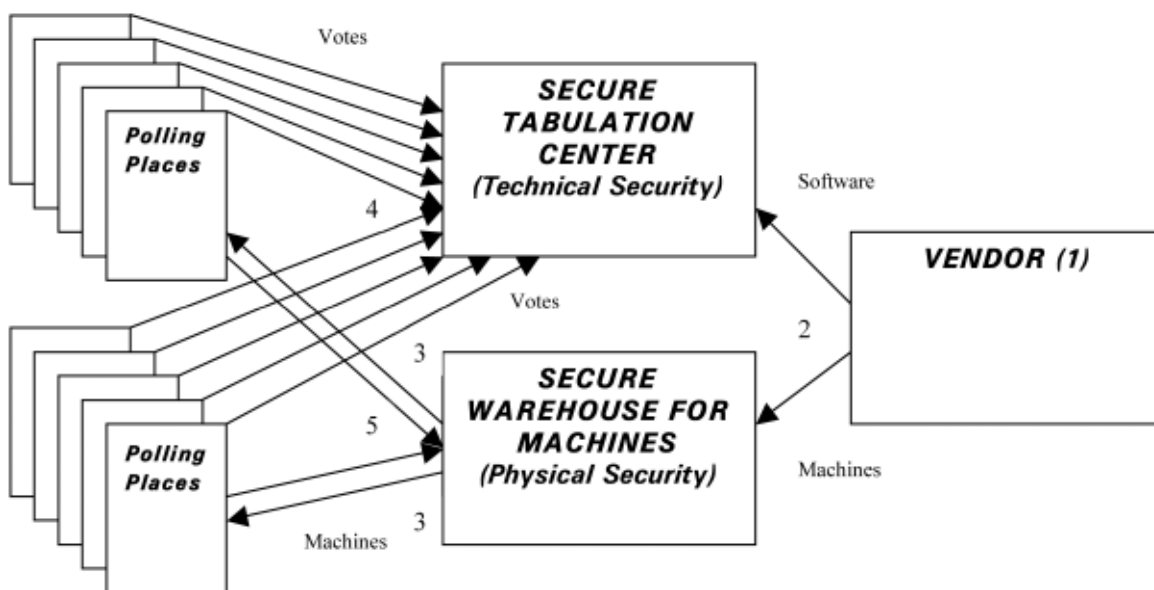 Votes
Polling
Places
4
SECURE
TABULATION
CENTER
(Technical Security)
Software
VENDOR (1)
Votes
2
3
5
3
SECURE
WAREHOUSE FOR
MACHINES
(Physical Security)
Machines
Polling
Places
Machines